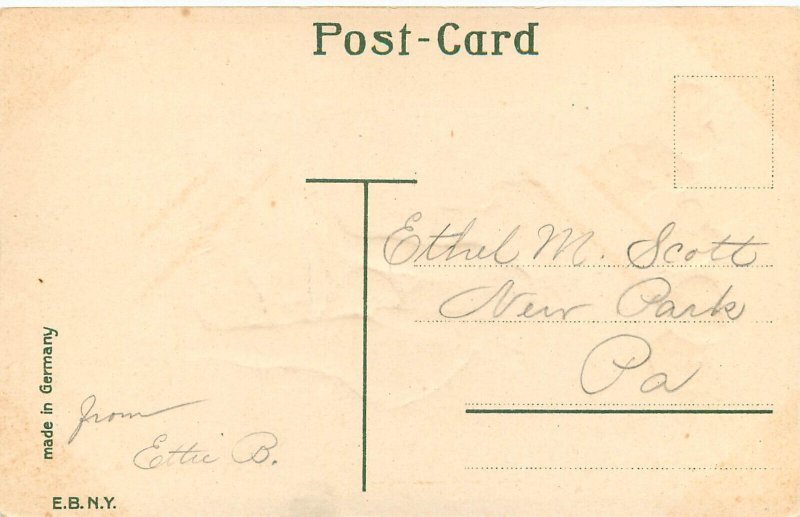 Post-Card
Ethel M. Scott
New Park
Pa
from
Ettie B.
made in Germany
E.B.N.Y.